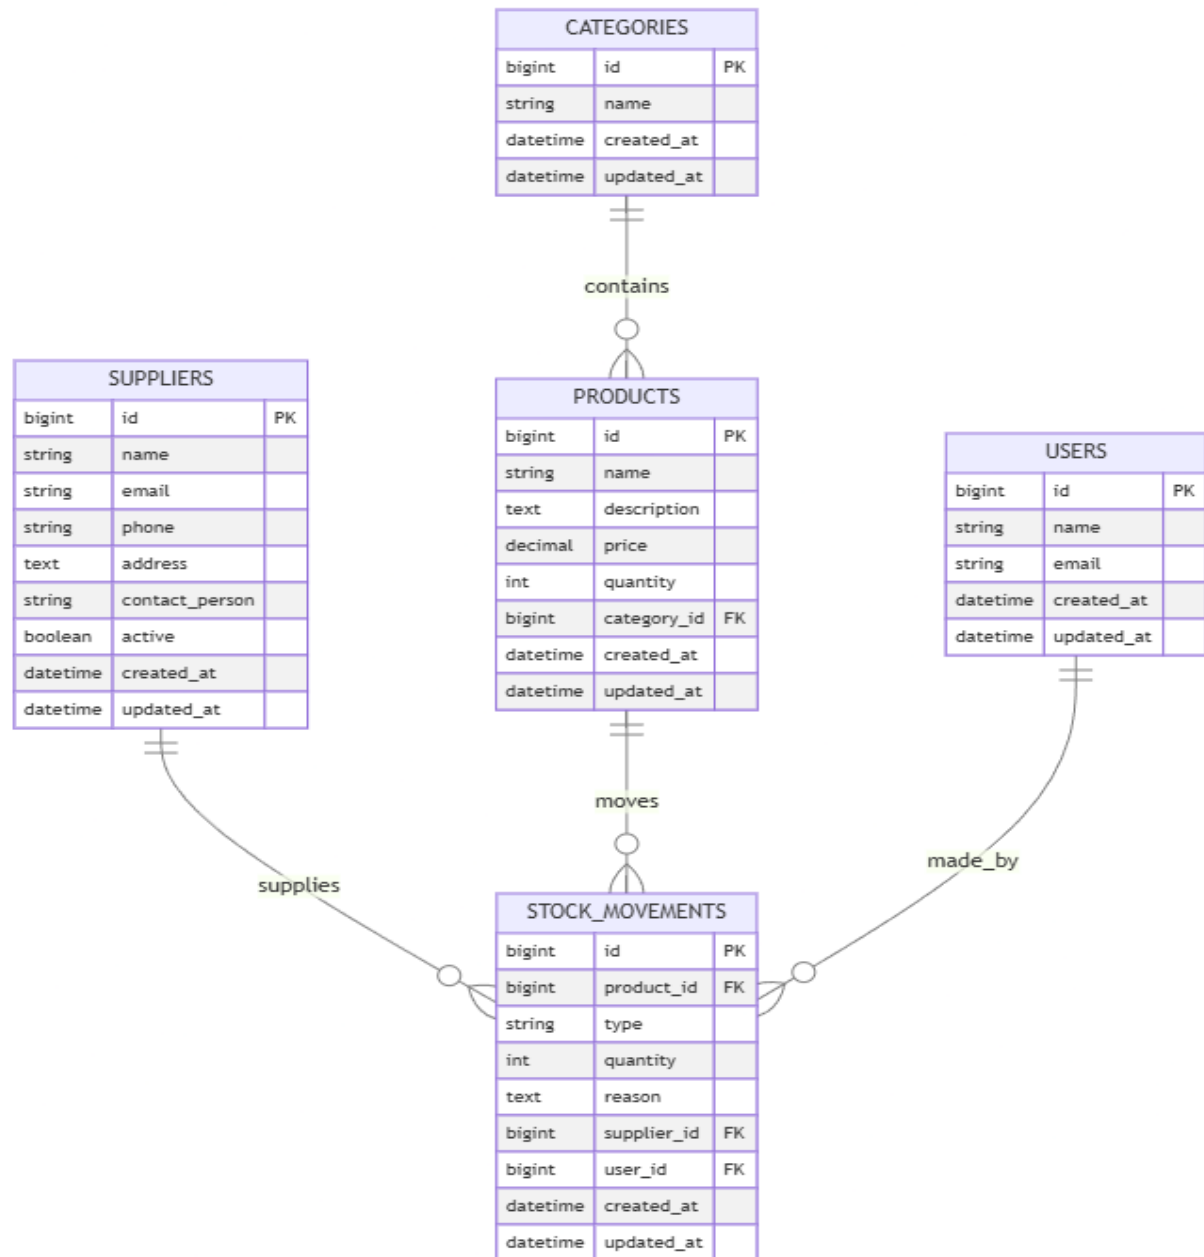 CATEGORIES
bigint id PK
string name
datetime created_at
datetime updated_at
contains
SUPPLIERS
bigint id PK
string name
string email
string phone
text address
string contact_person
boolean active
datetime created_at
datetime updated_at
PRODUCTS
bigint id PK
string name
text description
decimal price
int quantity
bigint category_id FK
datetime created_at
datetime updated_at
USERS
bigint id PK
string name
string email
datetime created_at
datetime updated_at
supplies
moves
made_by
STOCK_MOVEMENTS
bigint id PK
bigint product_id FK
string type
int quantity
text reason
bigint supplier_id FK
bigint user_id FK
datetime created_at
datetime updated_at